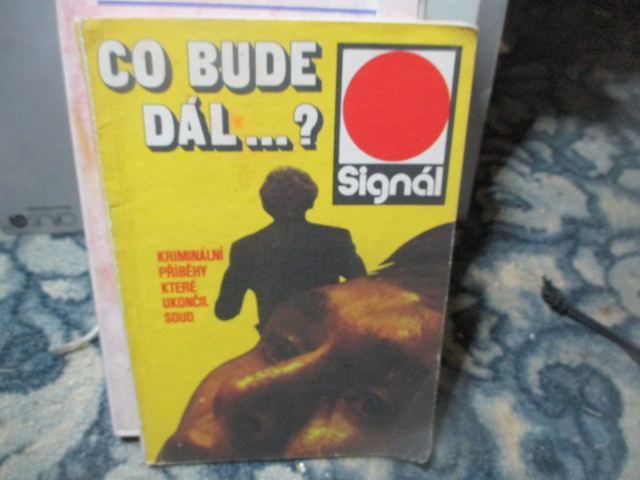 CO BUDE
DÁL...?
Signál
KRIMINÁLNÍ
PŘÍBĚHY
KTERÉ
UKONČIL
SOUD